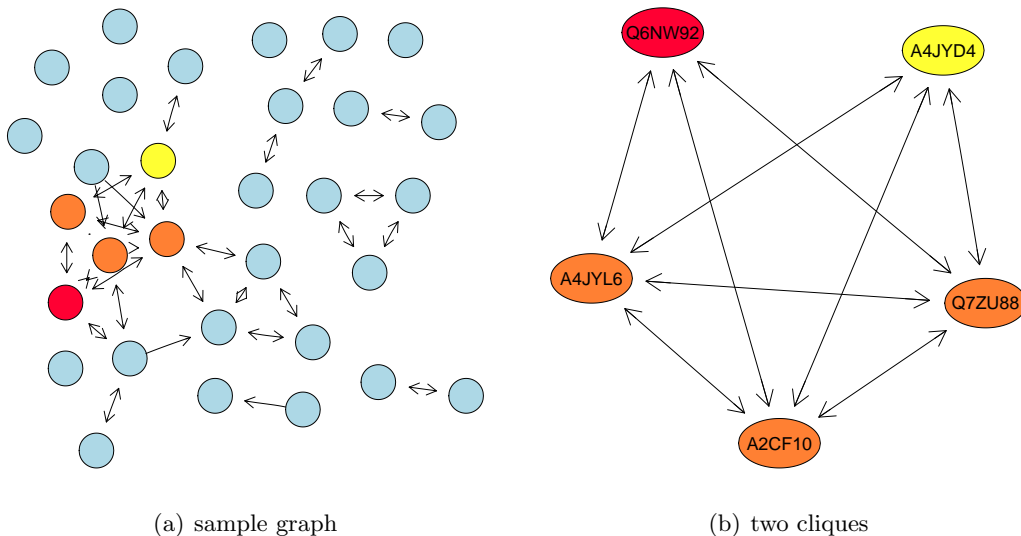 Q6NW92
A4JYD4
A4JYL6
Q7ZU88
A2CF10
(a) sample graph
(b) two cliques